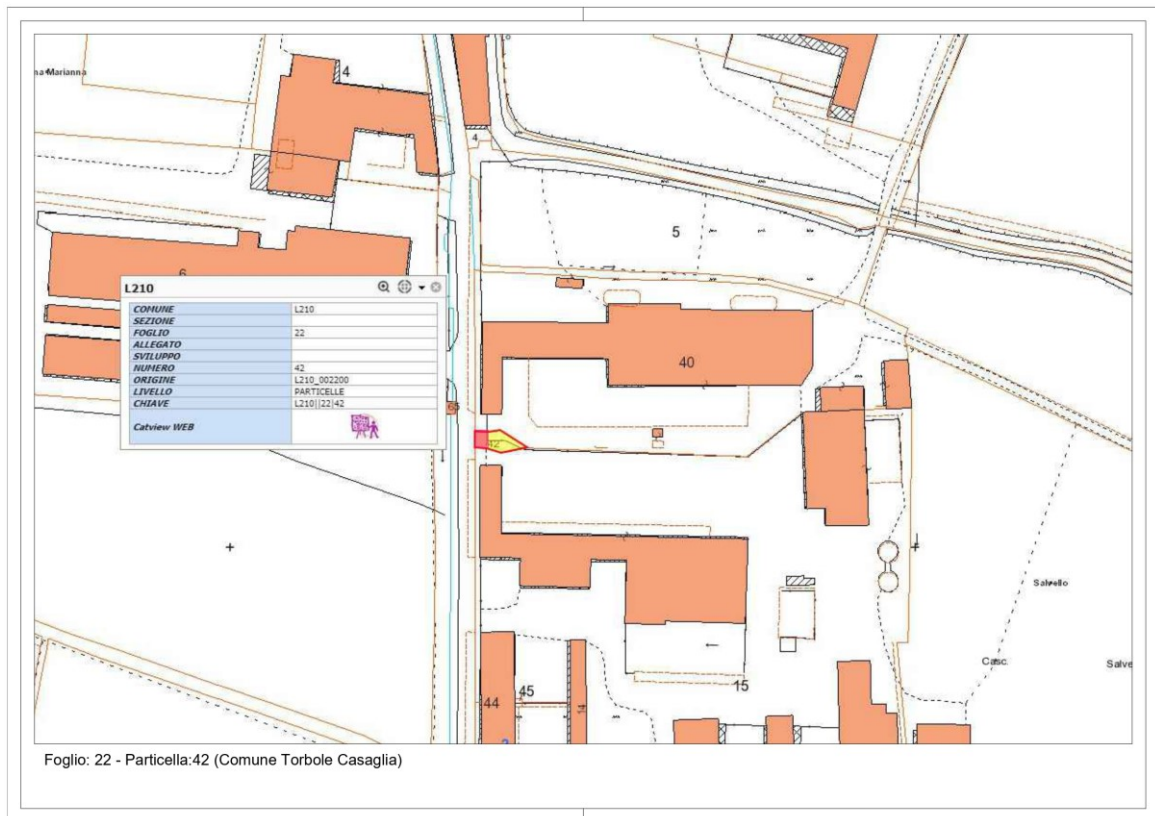 na Marianna
4
4
5
6
L210
COMUNE L210
SEZIONE
FOGLIO 22
ALLEGATO
SVILUPPO
NUMERO 42
ORIGINE L210_002200
LIVELLO PARTICELLE
CHIAVE L210||22|42
Catview WEB
40
42
Salvello
Casc.
Salve
15
45
44
14
Foglio: 22 - Particella:42 (Comune Torbole Casaglia)